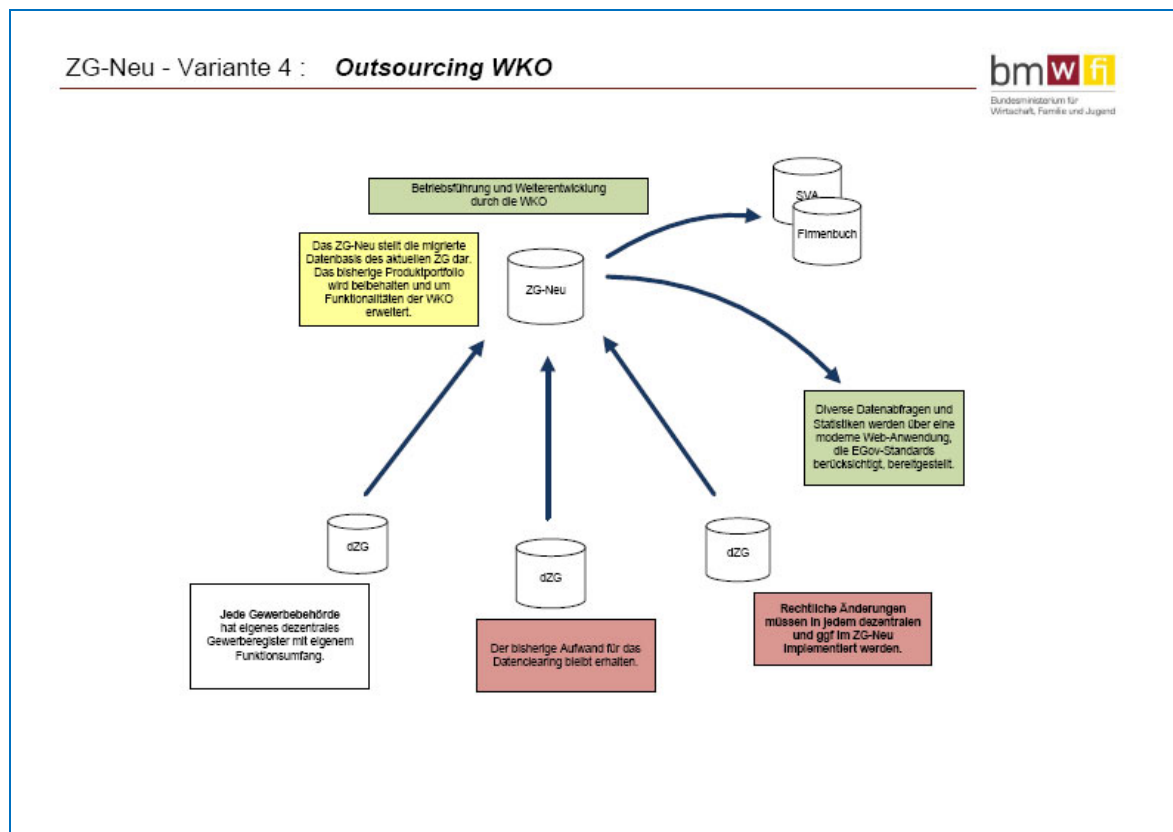 ZG-Neu - Variante 4 : Outsourcing WKO
bmwfj
Bundesministerium für
Wirtschaft, Familie und Jugend
Betriebsführung und Weiterentwicklung
durch die WKO
SVA
Firmenbuch
Das ZG-Neu stellt die migrierte
Datenbasis des aktuellen ZG dar.
Das bisherige Produktportfolio
wird beibehalten und um
Funktionalitäten der WKO
erweitert.
ZG-Neu
Diverse Datenabfragen und
Statistiken werden über eine
moderne Web-Anwendung,
die EGov-Standards
berücksichtigt, bereitgestellt.
dZG
dZG
dZG
Jede Gewerbebehörde
hat eigenes dezentrales
Gewerberegister mit eigenem
Funktionsumfang.
Der bisherige Aufwand für das
Datenclearing bleibt erhalten.
Rechtliche Änderungen
müssen in jedem dezentralen
und ggf im ZG-Neu
implementiert werden.